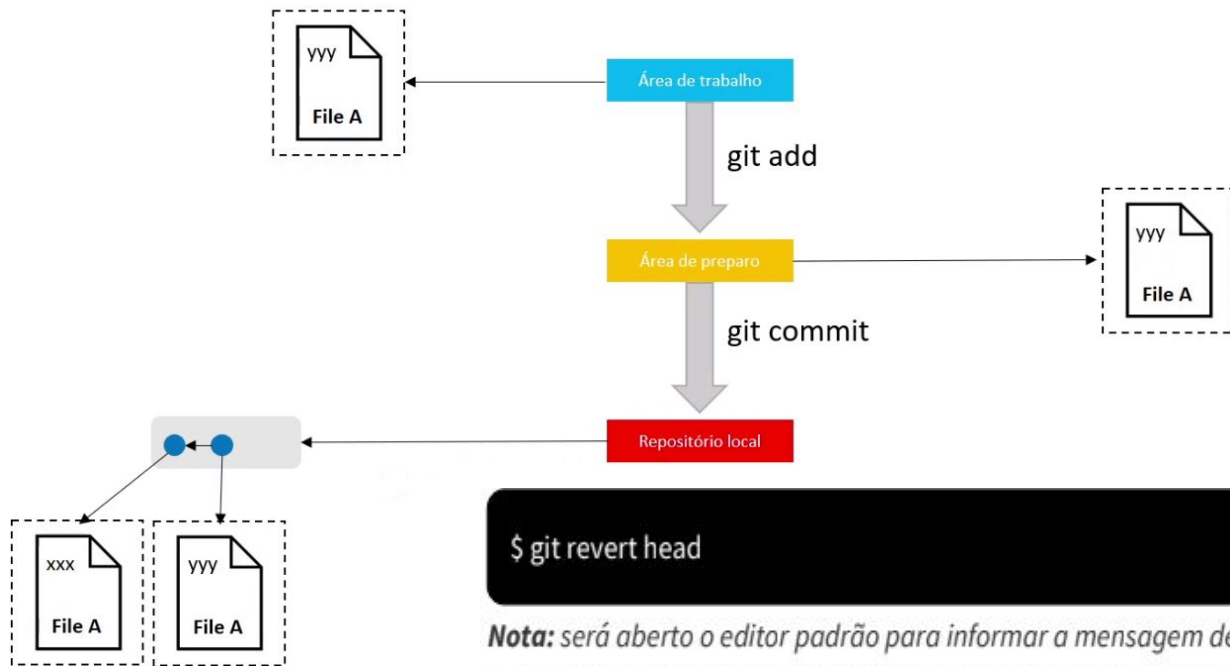 yyy
File A
Área de trabalho
git add
Área de preparo
yyy
File A
git commit
Repositório local
xxx
File A
yyy
File A
$ git revert head
Nota: será aberto o editor padrão para informar a mensagem de